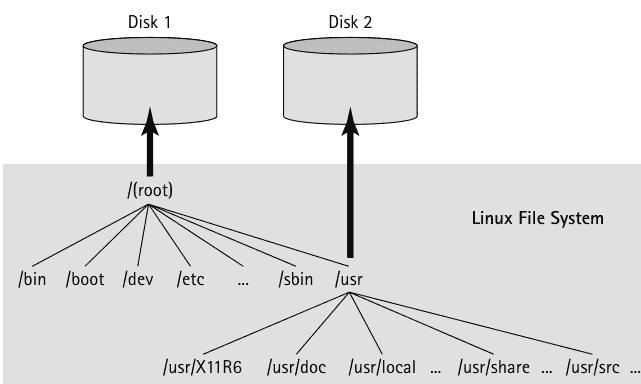 Disk 1 Disk 2
/(root)
Linux File System
/bin /boot /dev /etc ... /sbin /usr
/usr/X11R6 /usr/doc /usr/local ... /usr/share ... /usr/src ...